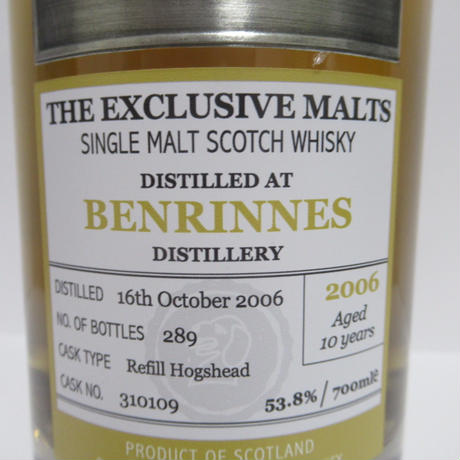 THE EXCLUSIVE MALTS
SINGLE MALT SCOTCH WHISKY
DISTILLED AT
BENRINNES
DISTILLERY
DISTILLED 16th October 2006
NO. OF BOTTLES 289
CASK TYPE Refill Hogshead
CASK NO. 310109
2006
Aged
10 years
53.8% / 700ml e
PRODUCT OF SCOTLAND